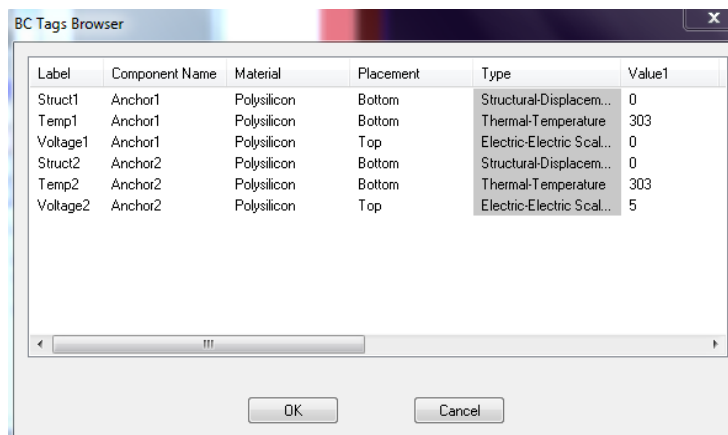 BC Tags Browser
X
Label Component Name Material Placement Type Value1
Struct1 Anchor1 Polysilicon Bottom Structural-Displacem... 0
Temp1 Anchor1 Polysilicon Bottom Thermal-Temperature 303
Voltage1 Anchor1 Polysilicon Top Electric-Electric Scal... 0
Struct2 Anchor2 Polysilicon Bottom Structural-Displacem... 0
Temp2 Anchor2 Polysilicon Bottom Thermal-Temperature 303
Voltage2 Anchor2 Polysilicon Top Electric-Electric Scal... 5
OK Cancel